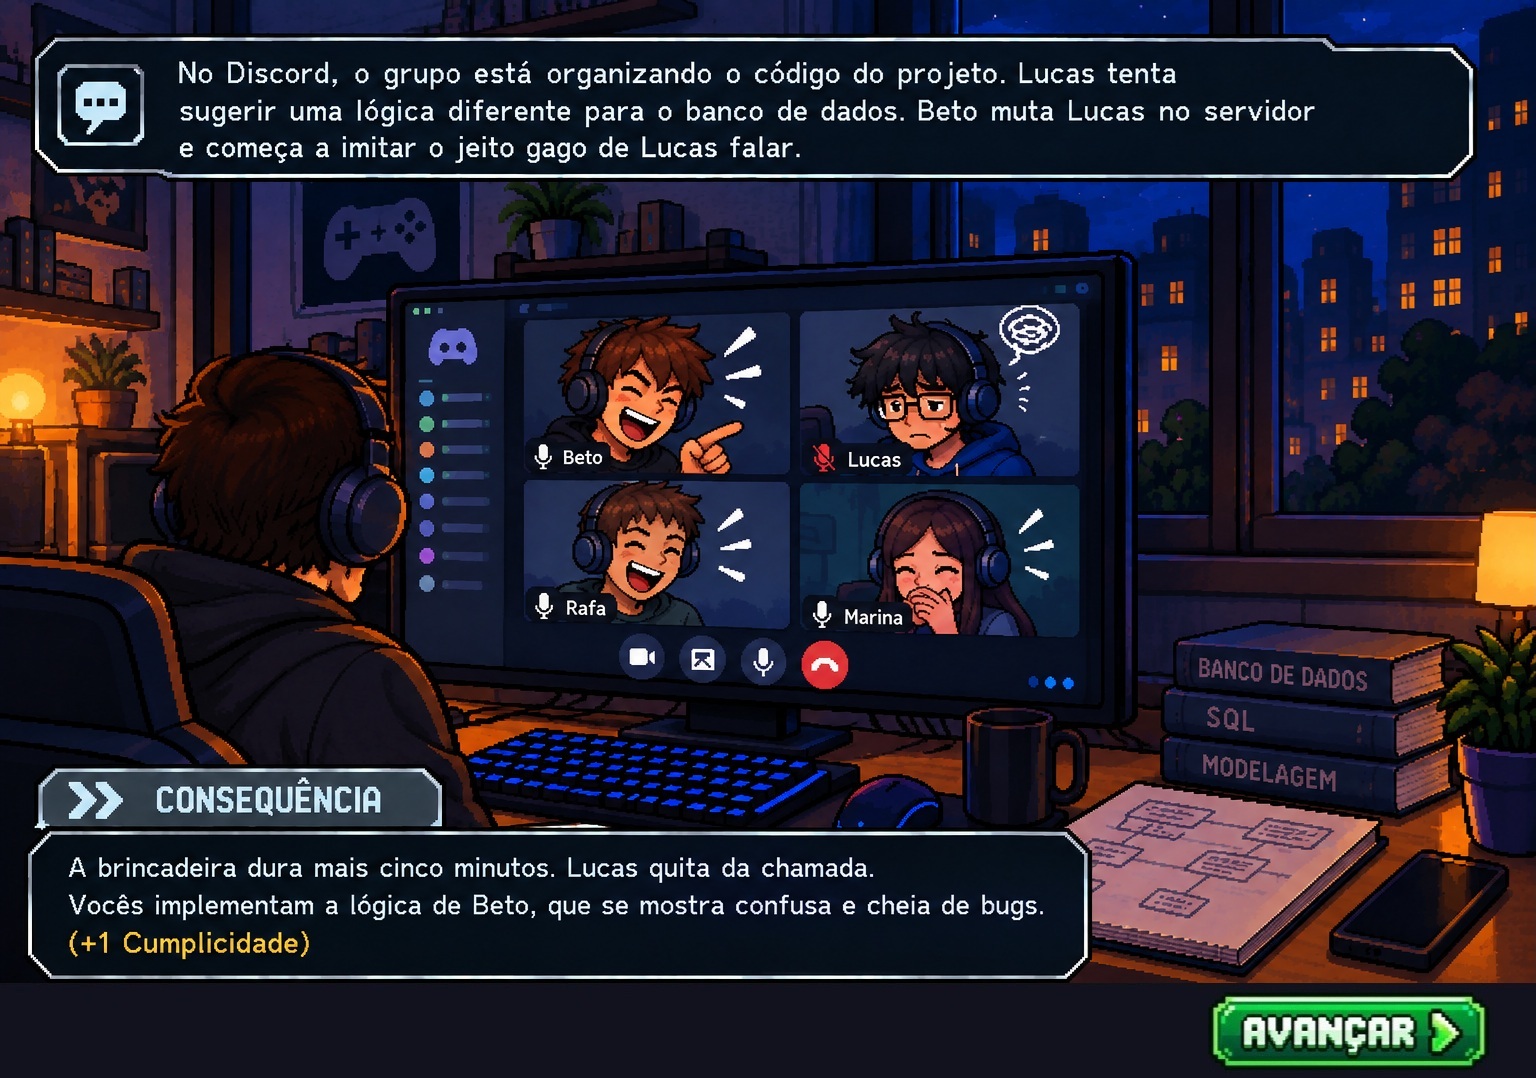 No Discord, o grupo está organizando o código do projeto. Lucas tenta
sugerir uma lógica diferente para o banco de dados. Beto muta Lucas no servidor
e começa a imitar o jeito gago de Lucas falar.
Beto
Lucas
Rafa
Marina
BANCO DE DADOS
SQL
MODELAGEM
CONSEQUÊNCIA
A brincadeira dura mais cinco minutos. Lucas quita da chamada.
Vocês implementam a lógica de Beto, que se mostra confusa e cheia de bugs.
(+1 Cumplicidade)
AVANÇAR